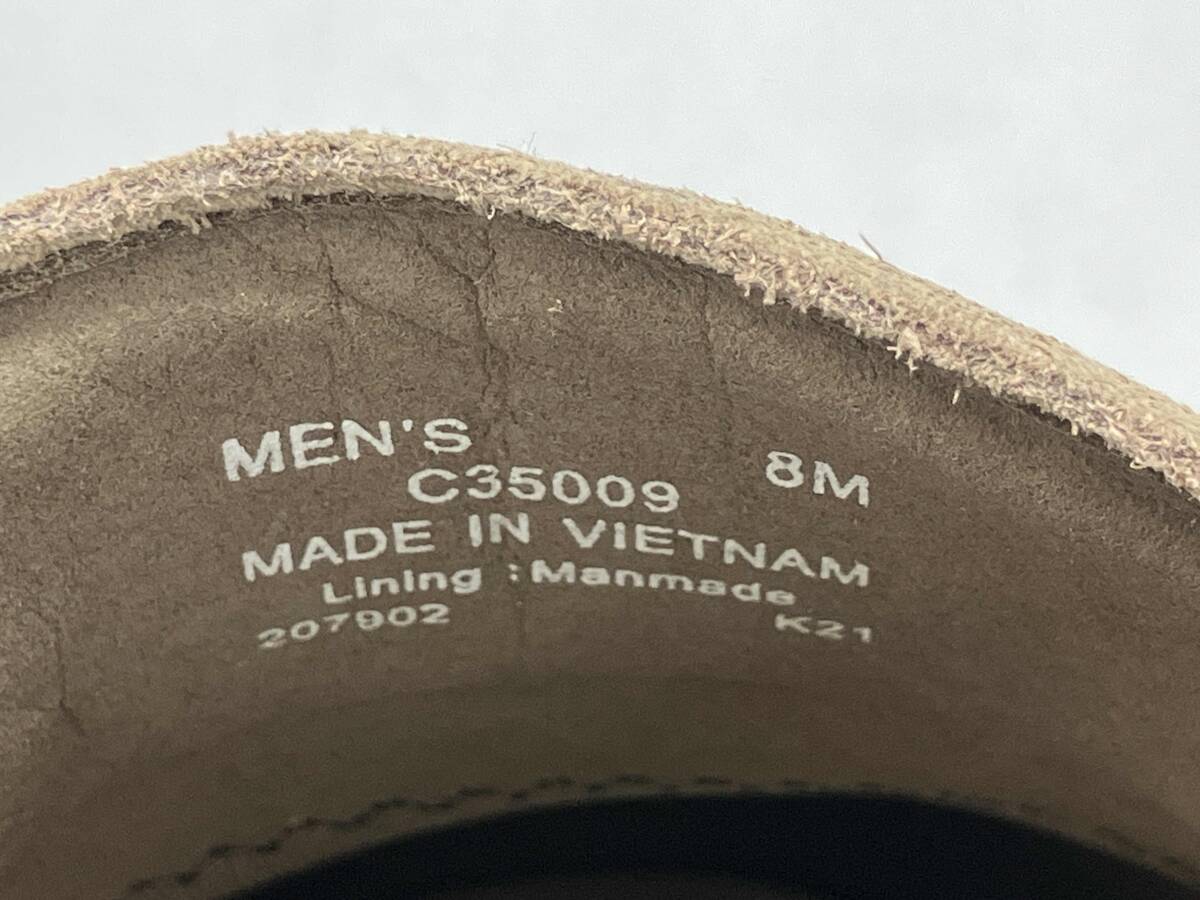 MEN'S 8M
C35009
MADE IN VIETNAM
Lining :Manmade
207902 K21